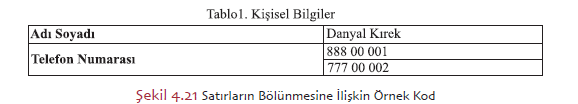 Tablo1. Kişisel Bilgiler
Adı Soyadı Danyal Kırek
Telefon Numarası 888 00 001
777 00 002
Şekil 4.21 Satırların Bölünmesine İlişkin Örnek Kod